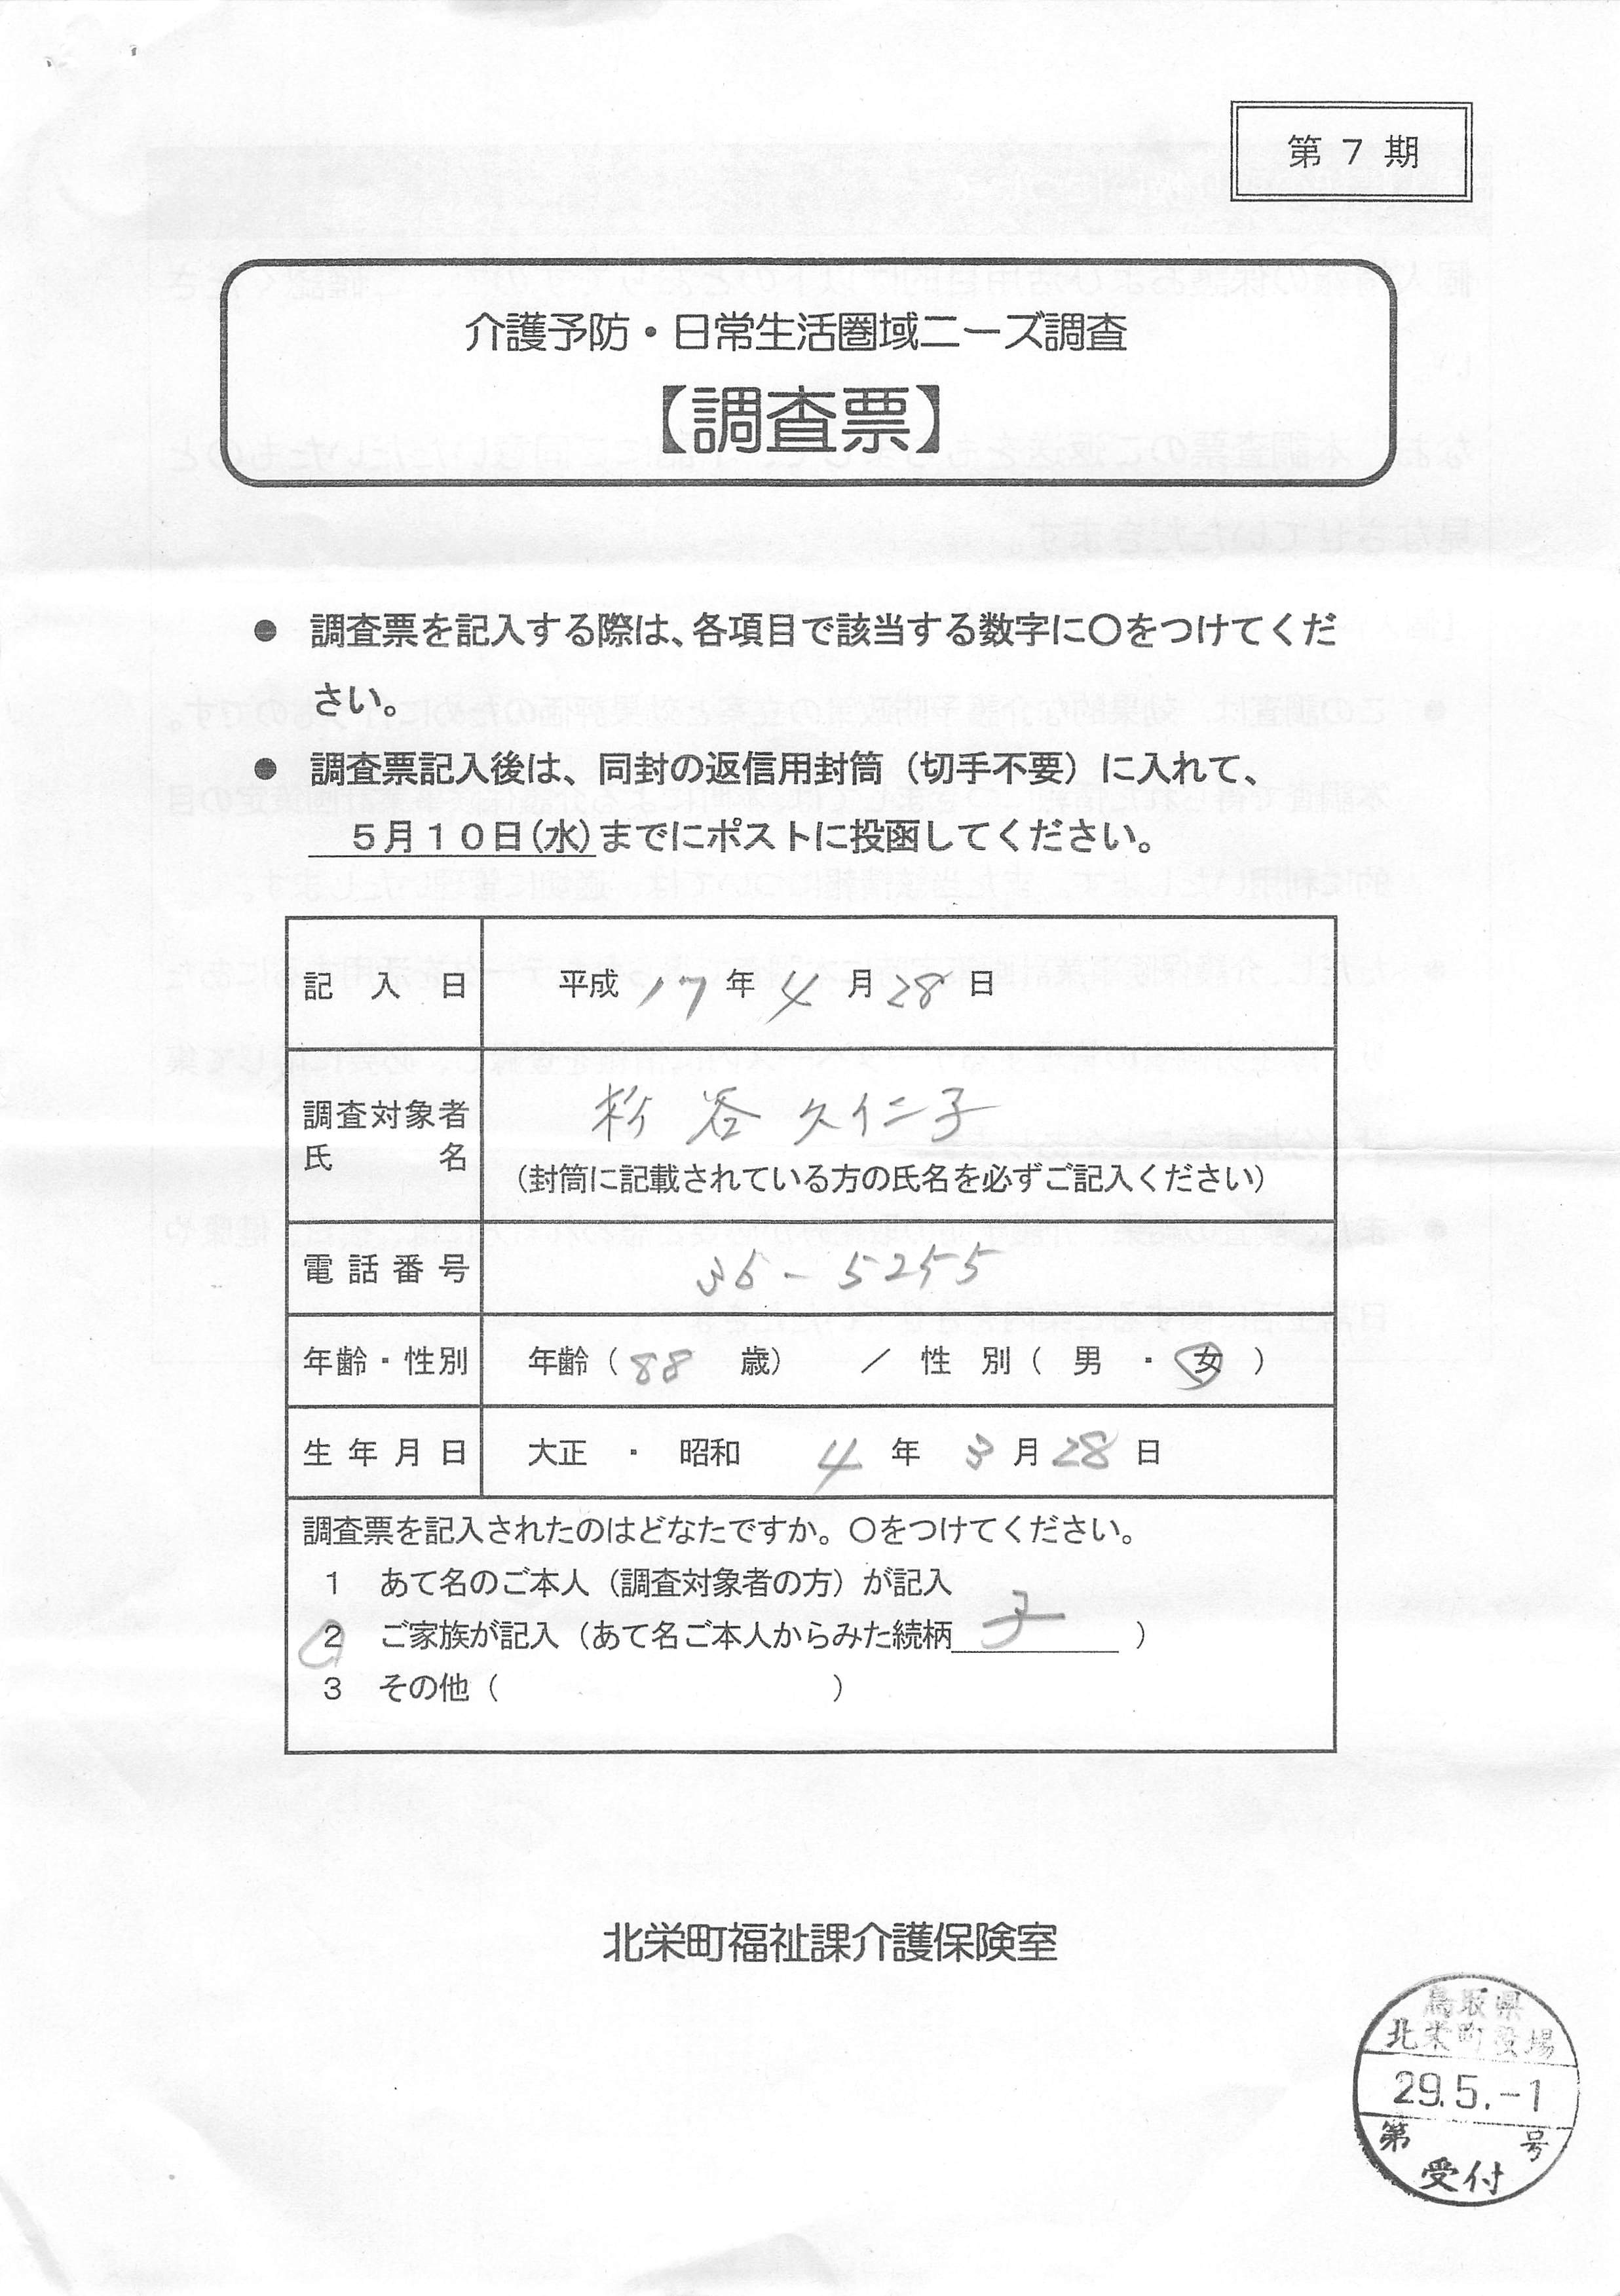 第 7 期
介護予防・日常生活圏域ニーズ調査
【調査票】
● 調査票を記入する際は、各項目で該当する数字に〇をつけてくだ
さい。
● 調査票記入後は、同封の返信用封筒（切手不要）に入れて、
５月１０日(水)までにポストに投函してください。
記入日 平成 17 年 4 月 28 日
調査対象者
氏名 杉谷 久仁子
（封筒に記載されている方の氏名を必ずご記入ください）
電話番号 36-5255
年齢・性別 年齢（ 88 歳） ／ 性別（ 男 ・ 女 ）
生年月日 大正 ・ 昭和 4 年 3 月 28 日
調査票を記入されたのはどなたですか。〇をつけてください。
1 あて名のご本人（調査対象者の方）が記入
2 ご家族が記入（あて名ご本人からみた続柄 子 ）
3 その他（ ）
北栄町福祉課介護保険室
鳥取県
北栄町役場
29.5.-1
第 号
受付